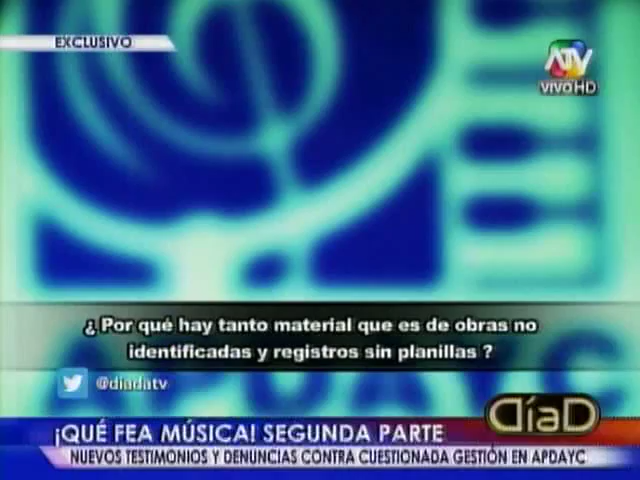 EXCLUSIVO
ATV
VIVO HD
¿ Por qué hay tanto material que es de obras no
identificadas y registros sin planillas ?
APDAYC
@diadatv
DíaD
¡QUÉ FEA MÚSICA! SEGUNDA PARTE
NUEVOS TESTIMONIOS Y DENUNCIAS CONTRA CUESTIONADA GESTIÓN EN APDAYC